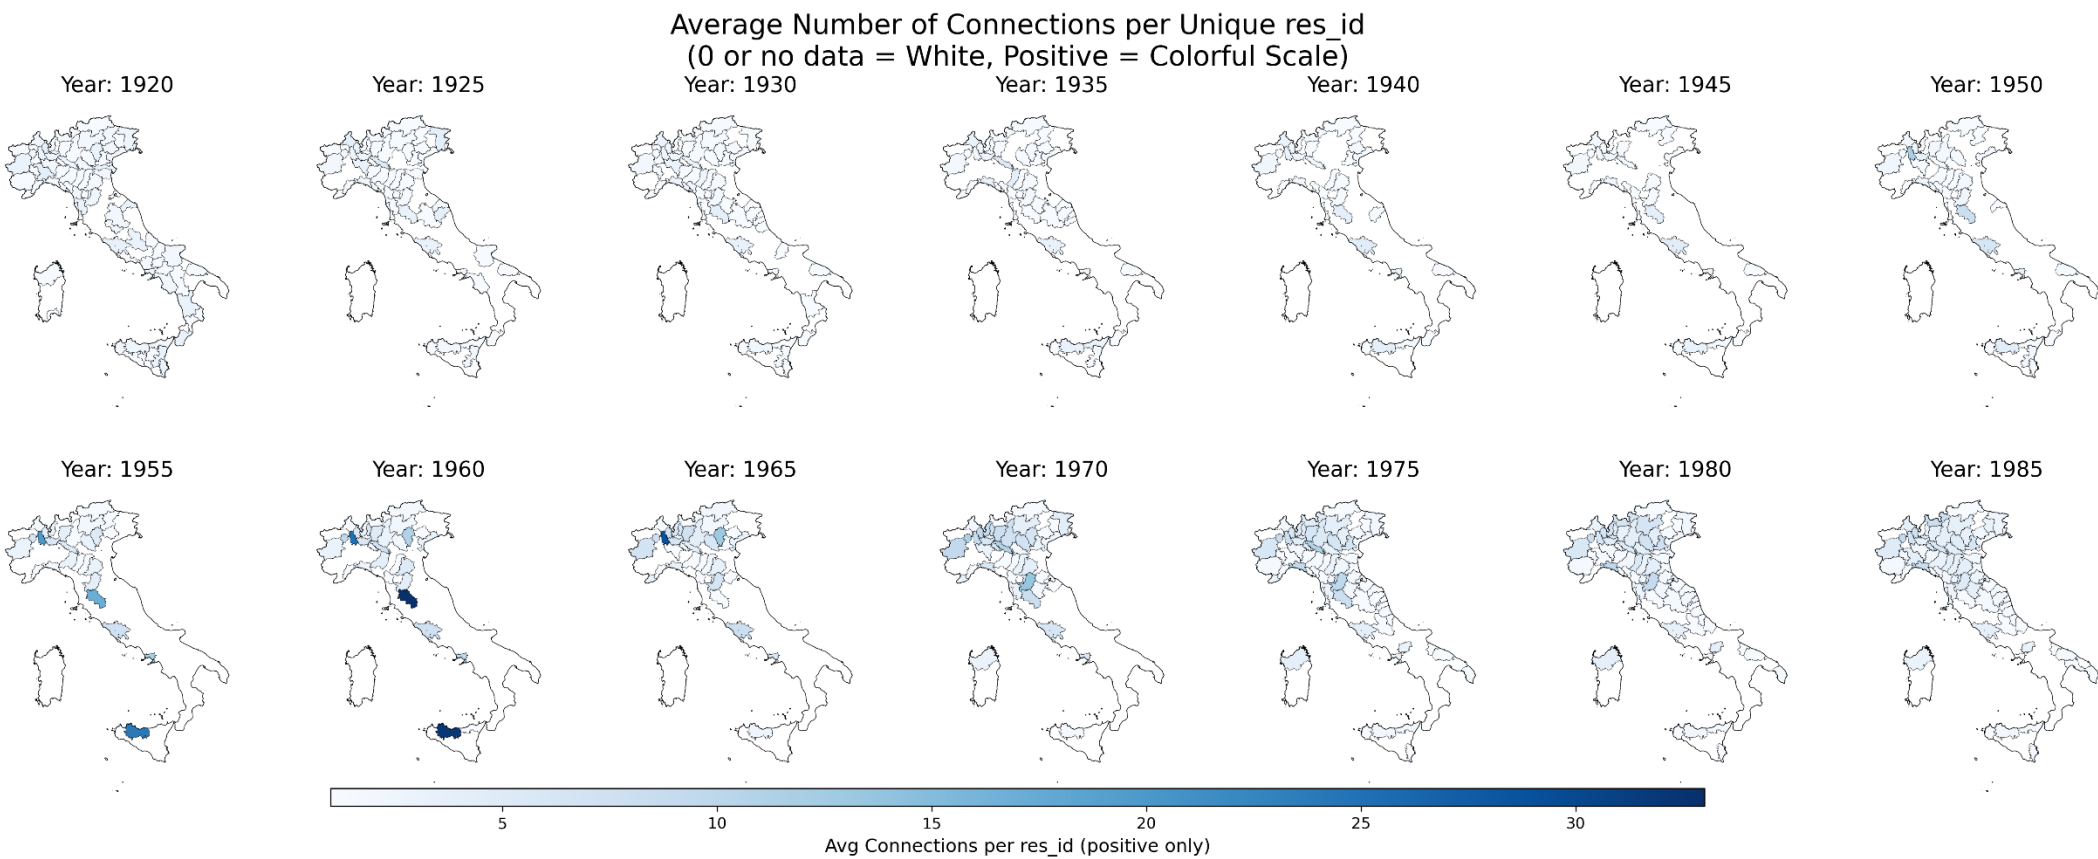 Average Number of Connections per Unique res_id
(0 or no data = White, Positive = Colorful Scale)
Year: 1920
Year: 1925
Year: 1930
Year: 1935
Year: 1940
Year: 1945
Year: 1950
Year: 1955
Year: 1960
Year: 1965
Year: 1970
Year: 1975
Year: 1980
Year: 1985
5
10
15
20
25
30
Avg Connections per res_id (positive only)